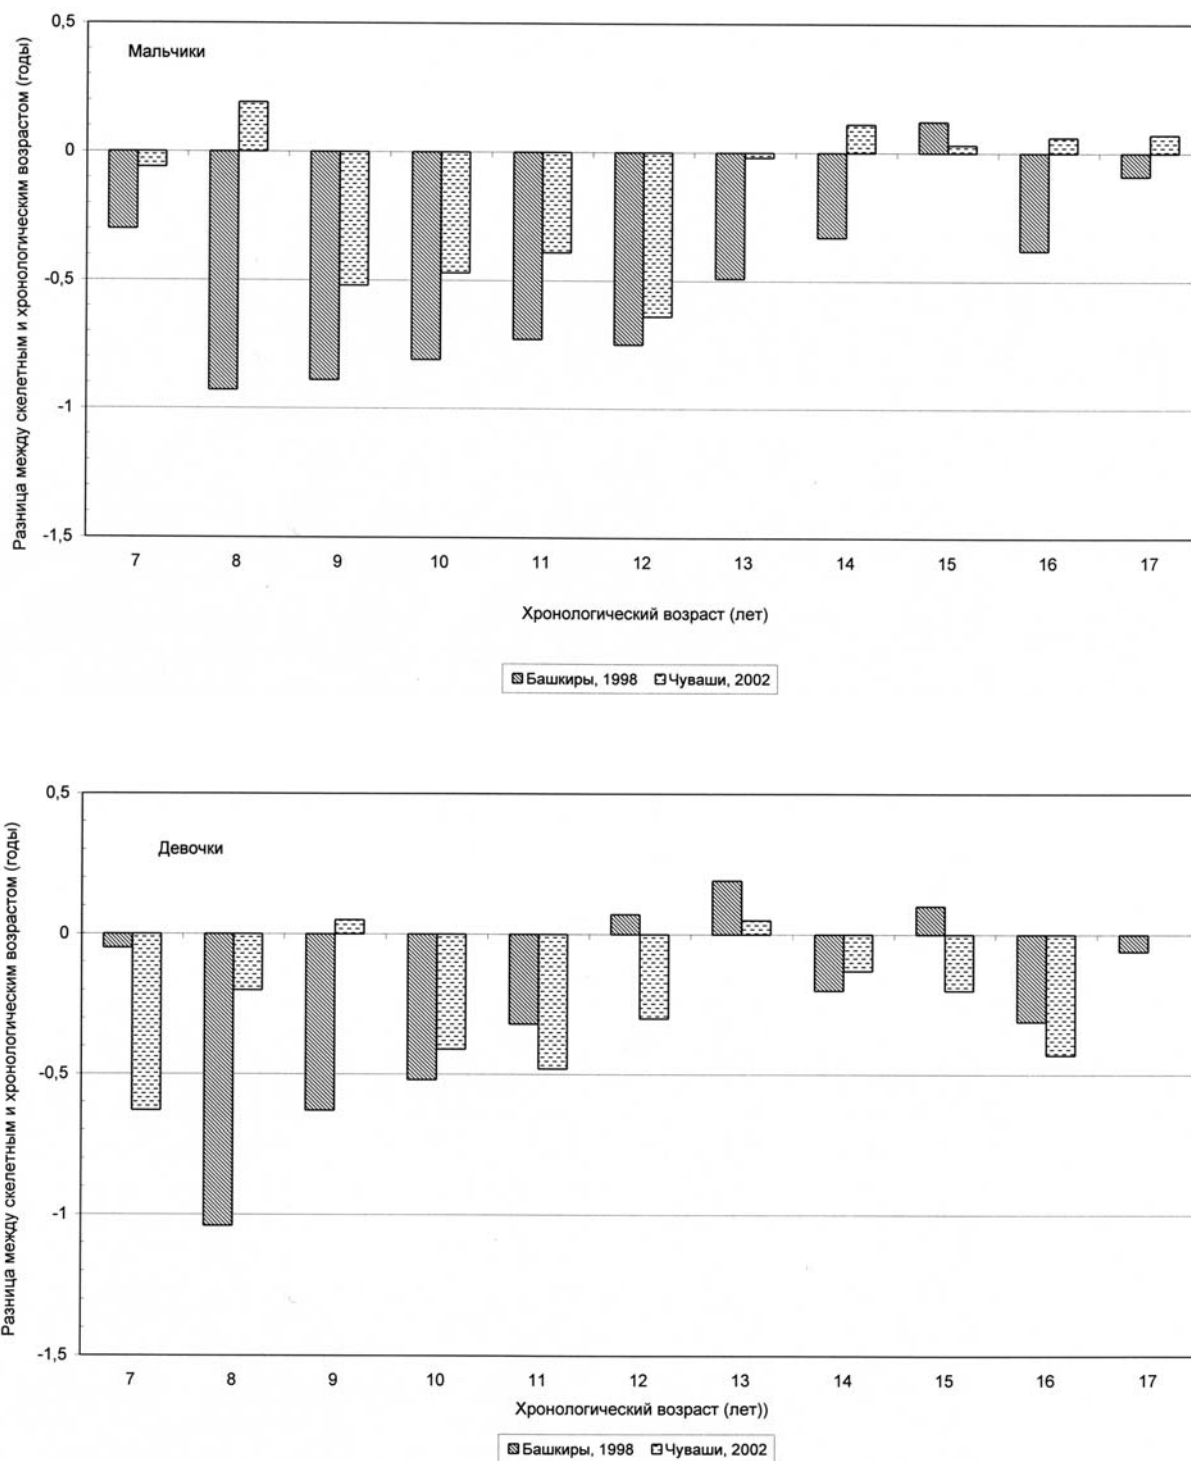 Мальчики
Разница между скелетным и хронологическим возрастом (годы)
0,5
0
-0,5
-1
-1,5
7 8 9 10 11 12 13 14 15 16 17
Хронологический возраст (лет)
Башкиры, 1998 Чуваши, 2002
Девочки
Разница между скелетным и хронологическим возрастом (годы)
0,5
0
-0,5
-1
-1,5
7 8 9 10 11 12 13 14 15 16 17
Хронологический возраст (лет))
Башкиры, 1998 Чуваши, 2002